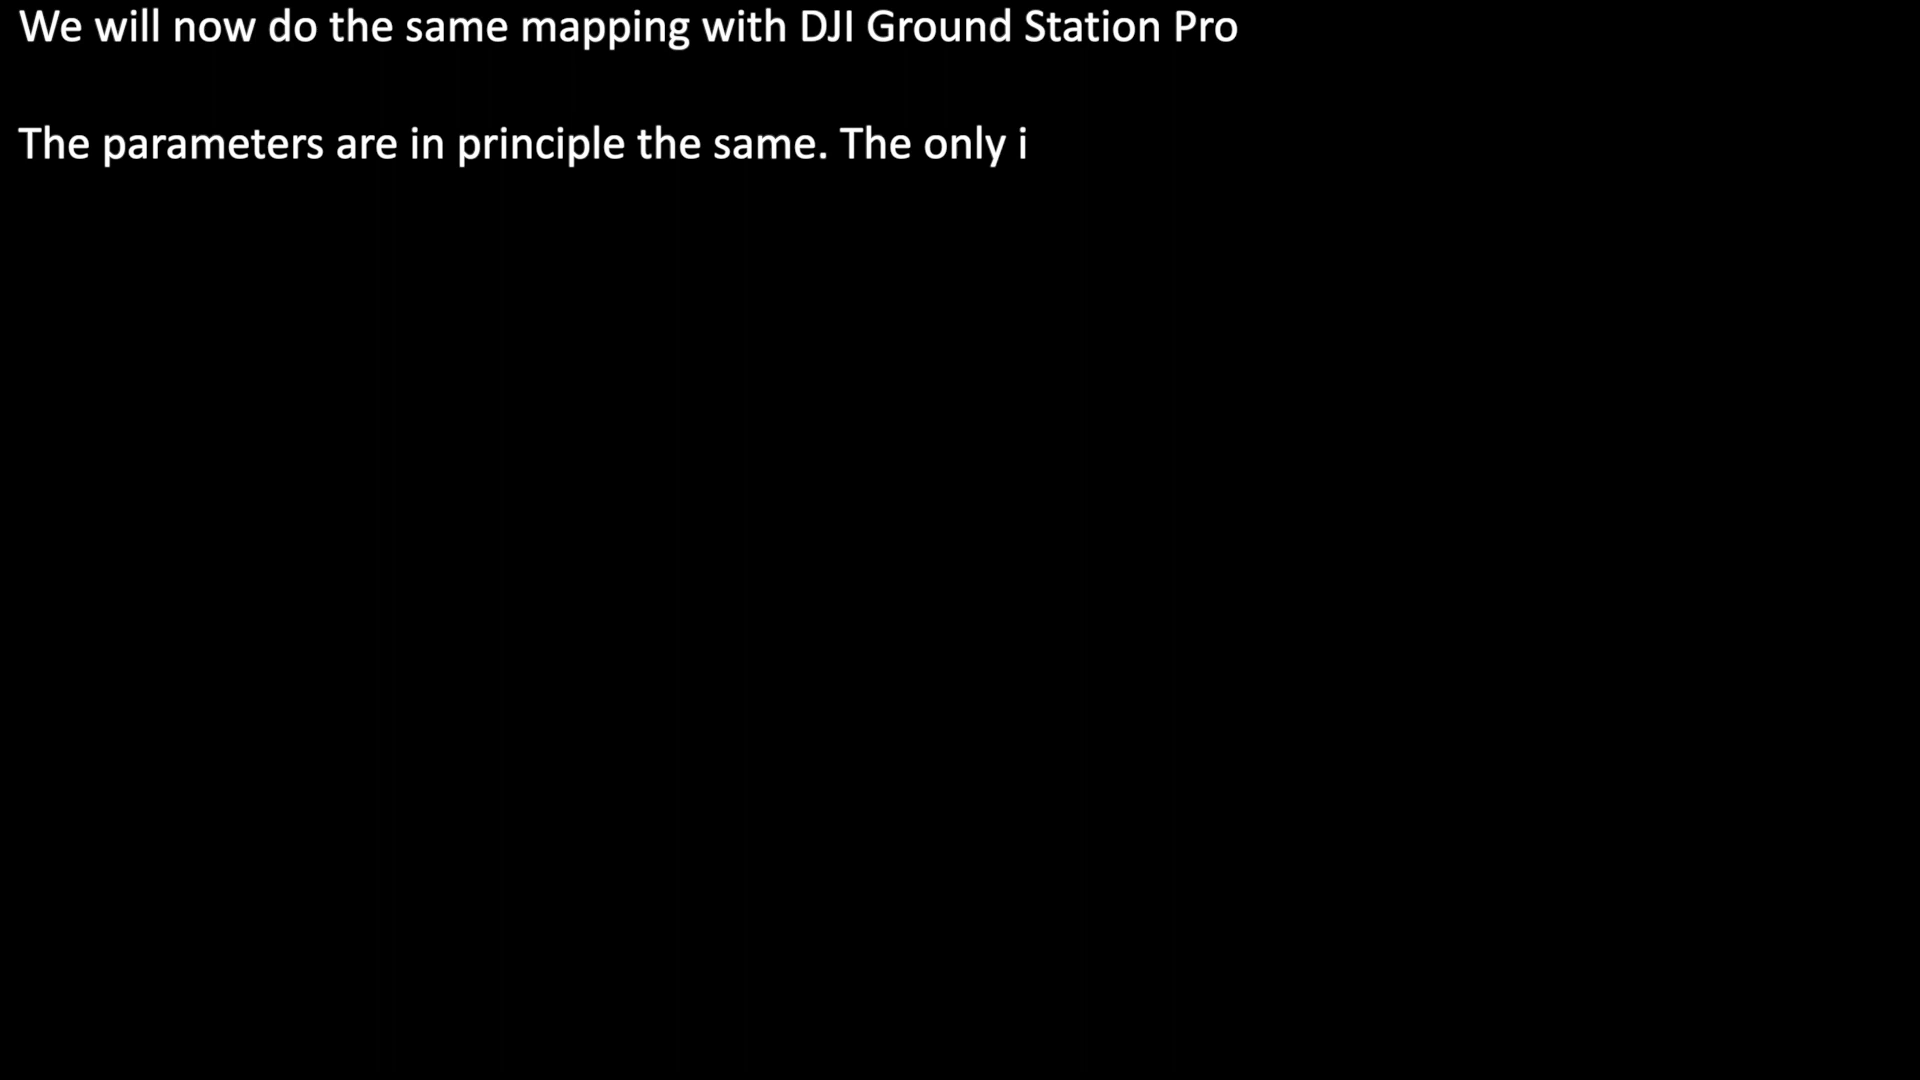 We will now do the same mapping with DJI Ground Station Pro
The parameters are in principle the same. The only i